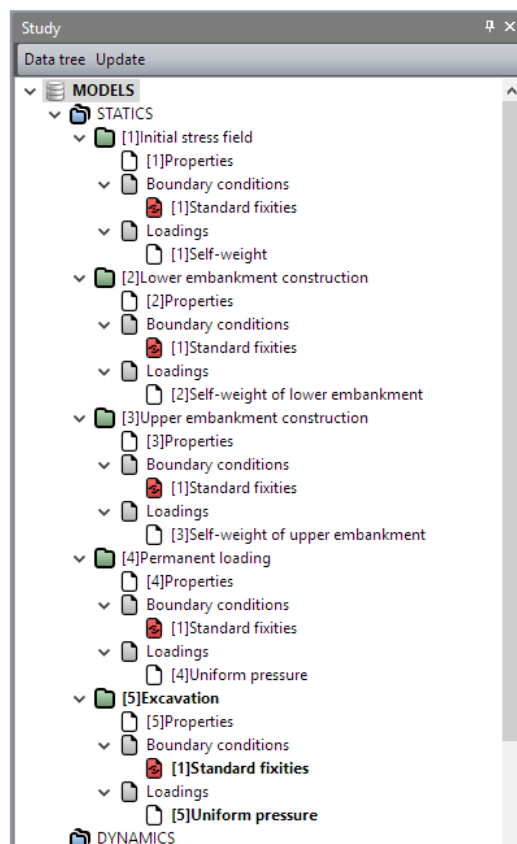 Study
Data tree Update
MODELS
STATICS
[1]Initial stress field
[1]Properties
Boundary conditions
[1]Standard fixities
Loadings
[1]Self-weight
[2]Lower embankment construction
[2]Properties
Boundary conditions
[1]Standard fixities
Loadings
[2]Self-weight of lower embankment
[3]Upper embankment construction
[3]Properties
Boundary conditions
[1]Standard fixities
Loadings
[3]Self-weight of upper embankment
[4]Permanent loading
[4]Properties
Boundary conditions
[1]Standard fixities
Loadings
[4]Uniform pressure
[5]Excavation
[5]Properties
Boundary conditions
[1]Standard fixities
Loadings
[5]Uniform pressure
DYNAMICS